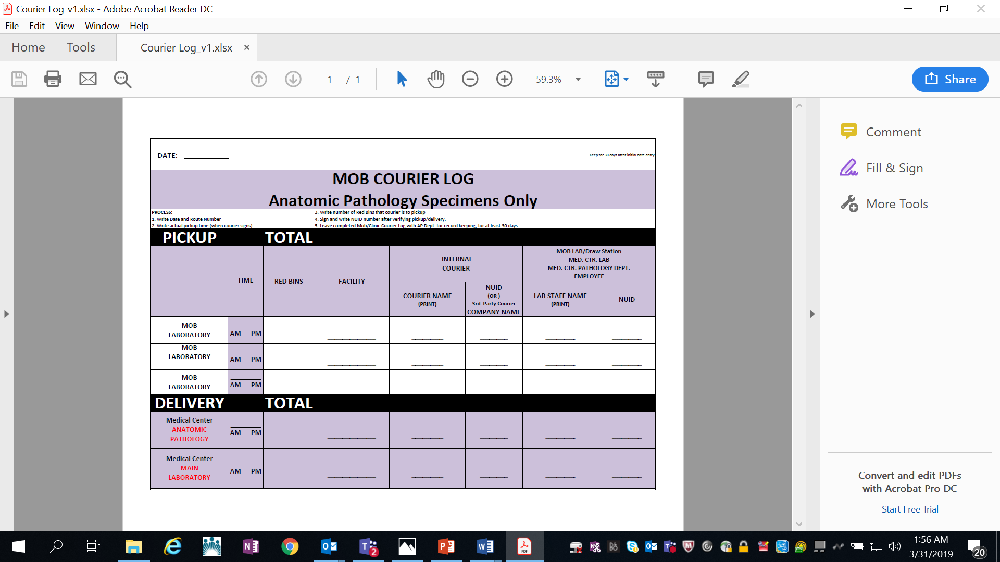 Courier Log_v1.xlsx - Adobe Acrobat Reader DC
File Edit View Window Help
Home Tools Courier Log_v1.xlsx ×
1 / 1 59.3% Share
DATE: __________ Keep for 30 days after initial date entry
MOB COURIER LOG
Anatomic Pathology Specimens Only
PROCESS: 3. Write number of Red Bins that courier is to pickup
1. Write Date and Route Number 4. Sign and write NUID number after verifying pickup/delivery.
2. Write actual pickup time (when courier signs) 5. Leave completed Mob/Clinic Courier Log with AP Dept. for record keeping, for at least 30 days.
PICKUP TOTAL
TIME
RED BINS
FACILITY
INTERNAL
COURIER
MOB LAB/Draw Station
MED. CTR. LAB
MED. CTR. PATHOLOGY DEPT.
EMPLOYEE
COURIER NAME
(PRINT)
NUID
(OR )
3rd Party Courier
COMPANY NAME
LAB STAFF NAME
(PRINT)
NUID
MOB
LABORATORY
AM PM
MOB
LABORATORY
AM PM
MOB
LABORATORY
AM PM
DELIVERY TOTAL
Medical Center
ANATOMIC
PATHOLOGY
AM PM
Medical Center
MAIN
LABORATORY
AM PM
Comment
Fill & Sign
More Tools
Convert and edit PDFs
with Acrobat Pro DC
Start Free Trial
1:56 AM
3/31/2019
20
2
PDF